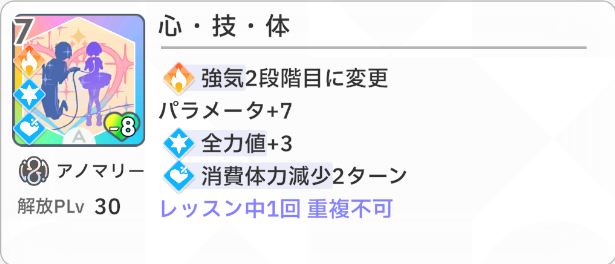 7
心・技・体
強気2段階目に変更
パラメータ+7
全力値+3
消費体力減少2ターン
レッスン中1回 重複不可
-8
A
アノマリー
解放PLv 30